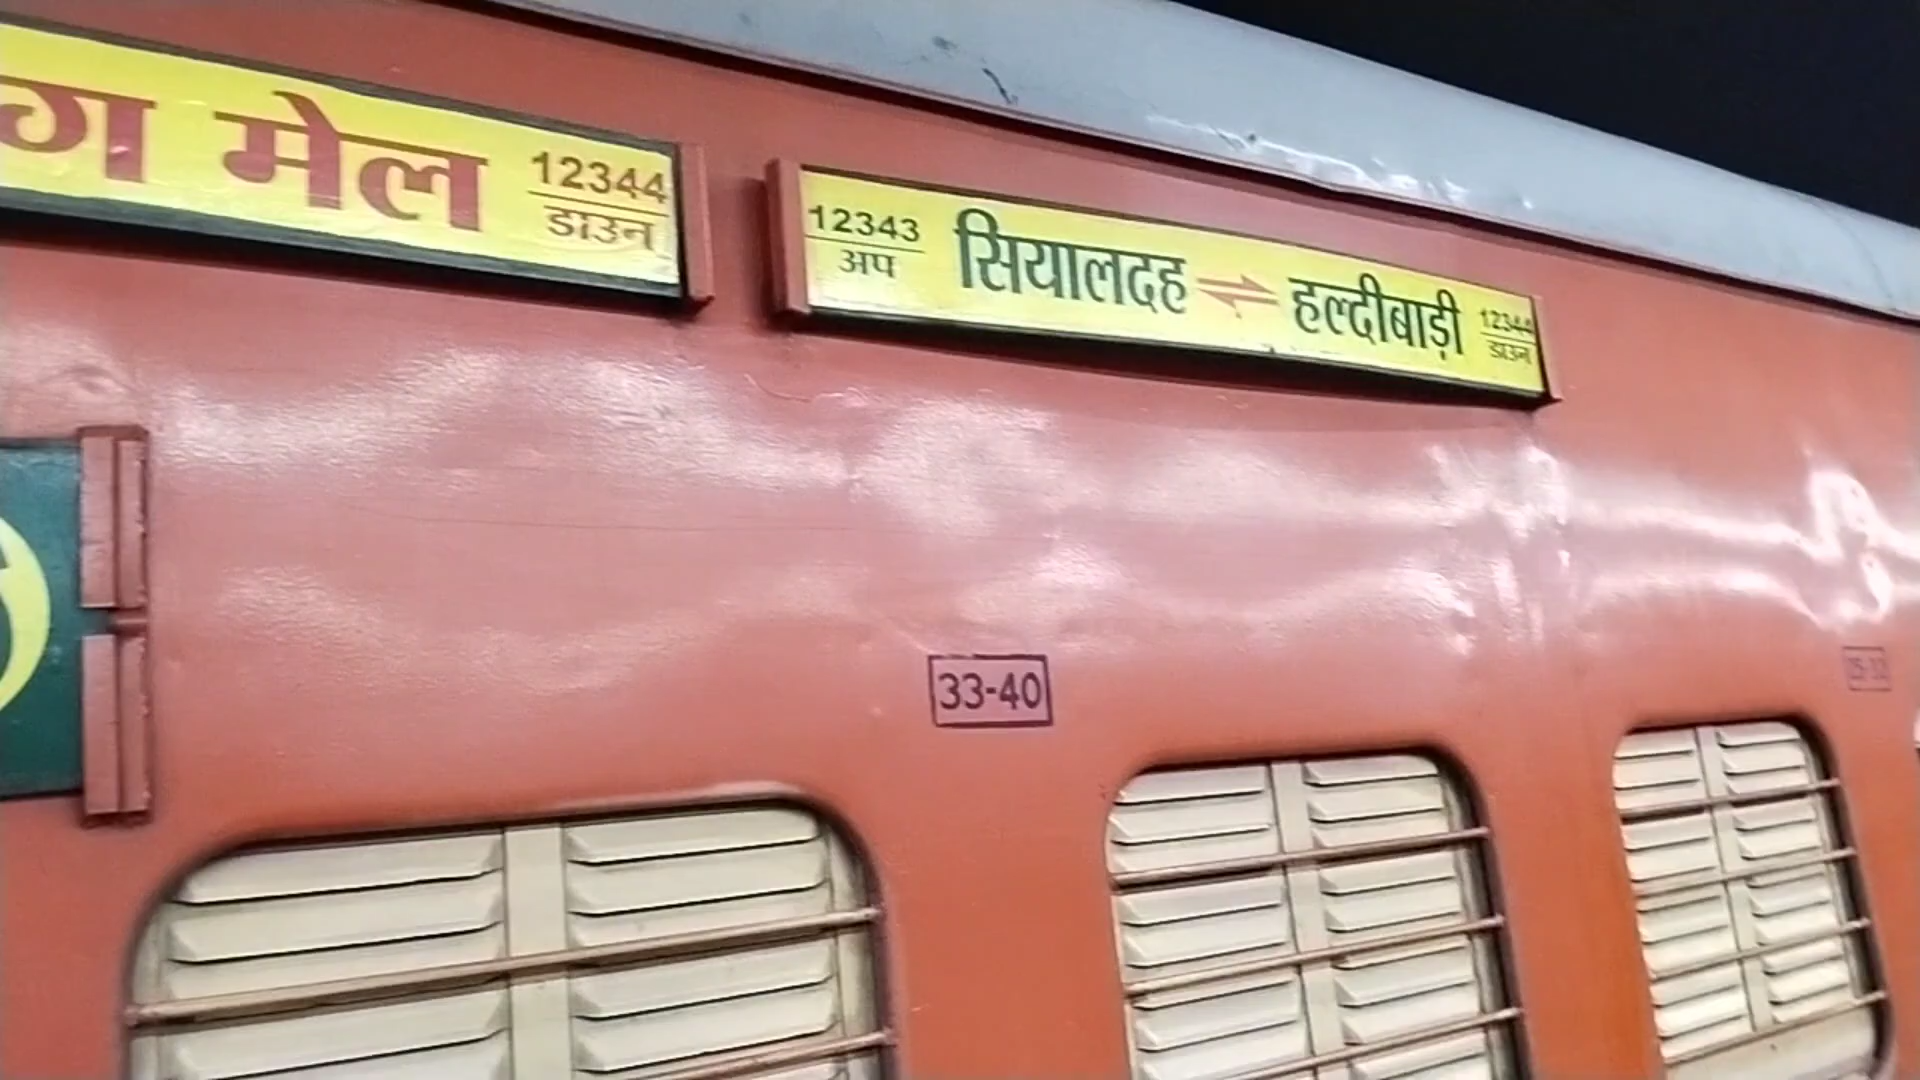 मेल
12344
डाउन
12343
अप
सियालदह ⇌ हल्दीबाड़ी
12344
डाउन
33-40